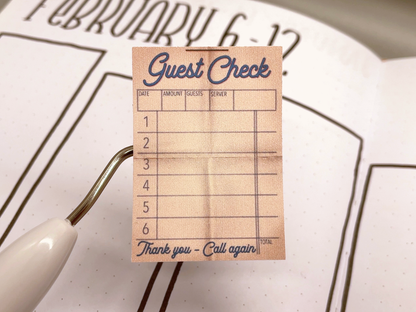 FEBRUARY 6-12
Guest Check
DATE AMOUNT GUESTS SERVER
1
2
3
4
5
6
Thank you - Call again TOTAL